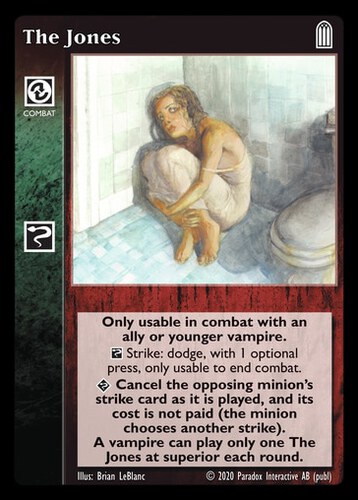 The Jones
COMBAT
Only usable in combat with an
ally or younger vampire.
Strike: dodge, with 1 optional
press, only usable to end combat.
Cancel the opposing minion's
strike card as it is played, and its
cost is not paid (the minion
chooses another strike).
A vampire can play only one The
Jones at superior each round.
Illus: Brian LeBlanc © 2020 Paradox Interactive AB (publ)